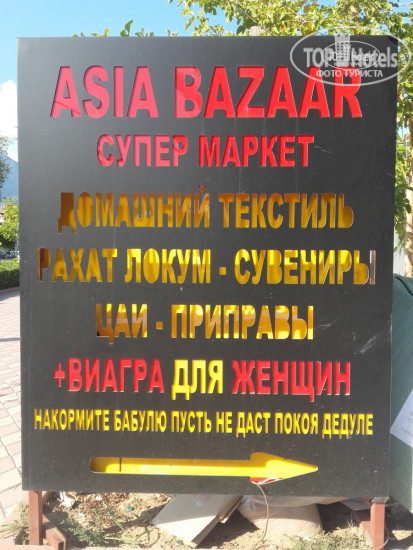 TOPHotels
ФОТО ТУРИСТА
ASIA BAZAAR
СУПЕР МАРКЕТ
ДОМАШНИЙ ТЕКСТИЛЬ
РАХАТ ЛОКУМ - СУВЕНИРЫ
ЦАИ - ПРИПРАВЫ
+ВИАГРА ДЛЯ ЖЕНЩИН
НАКОРМИТЕ БАБУЛЮ ПУСТЬ НЕ ДАСТ ПОКОЯ ДЕДУЛЕ